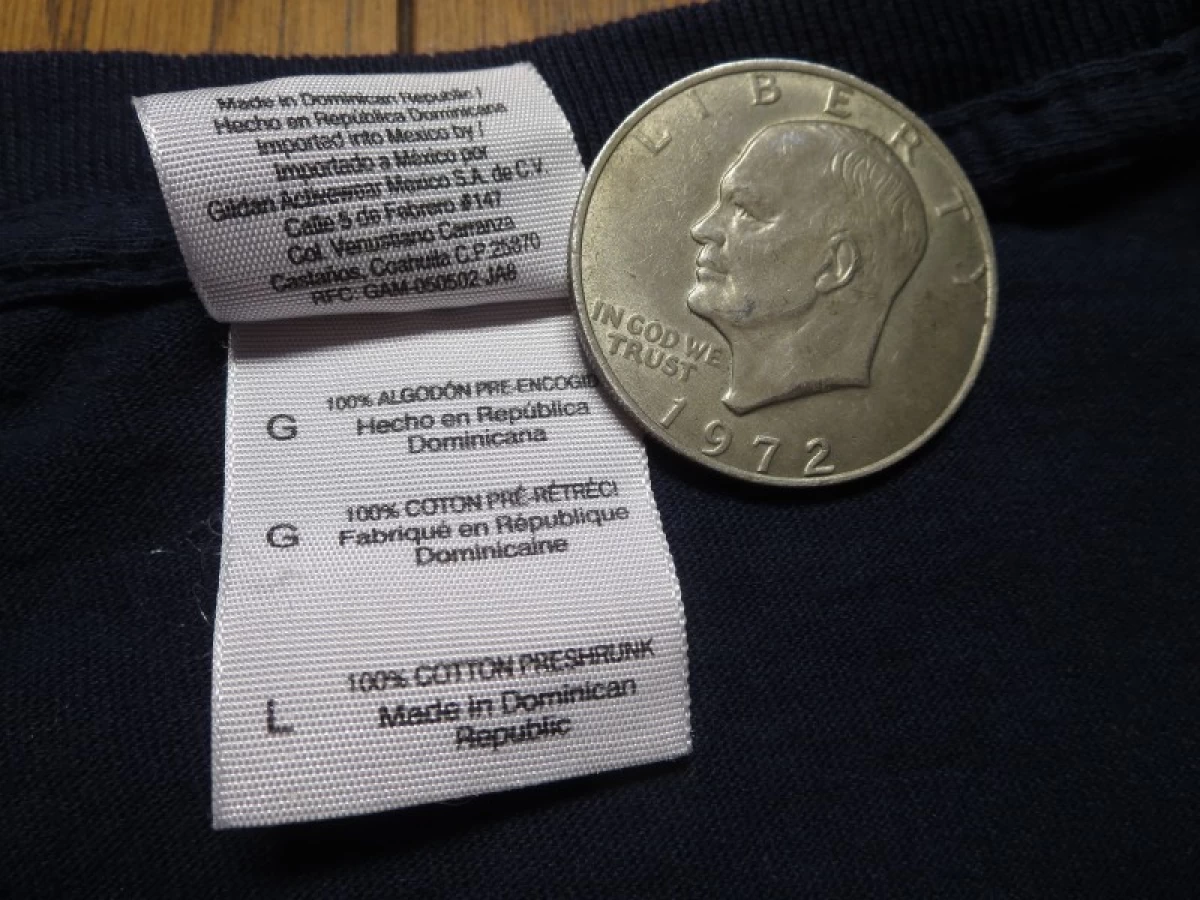 Made in Dominican Republic /
Hecho en República Dominicana
Imported into Mexico by /
Importado a México por
Gildan Activewear Mexico S.A. de C.V.
Calle 5 de Febrero #147
Col. Venustiano Carranza
Castaños, Coahuila C.P. 25870
RFC: GAM-050502-JA8
G
100% ALGODÓN PRE-ENCOGID
Hecho en República
Dominicana
G
100% COTON PRÉ-RÉTRÉCI
Fabriqué en République
Dominicaine
L
100% COTTON PRESHRUNK
Made in Dominican
Republic
LIBERTY
IN GOD WE
TRUST
1972